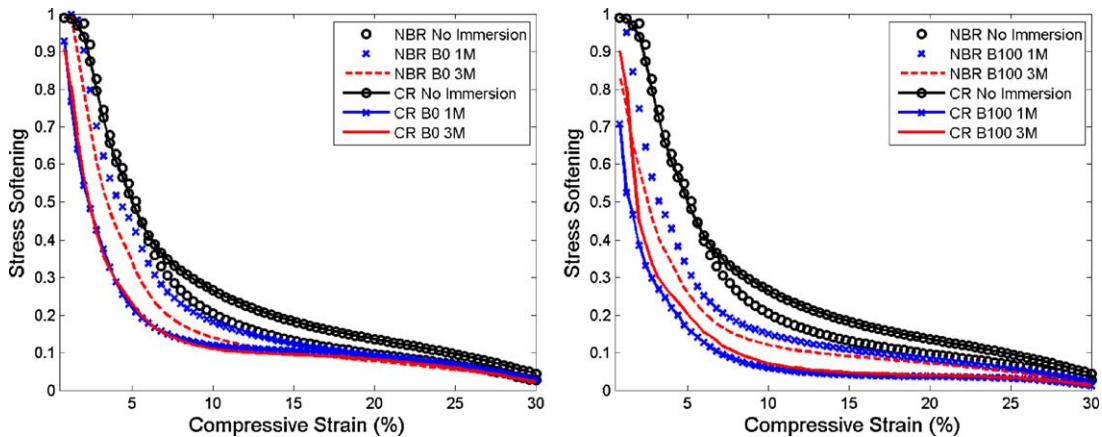 Stress Softening
1
0.9
0.8
0.7
0.6
0.5
0.4
0.3
0.2
0.1
0
NBR No Immersion
NBR B0 1M
NBR B0 3M
CR No Immersion
CR B0 1M
CR B0 3M
5 10 15 20 25 30
Compressive Strain (%)
Stress Softening
1
0.9
0.8
0.7
0.6
0.5
0.4
0.3
0.2
0.1
0
NBR No Immersion
NBR B100 1M
NBR B100 3M
CR No Immersion
CR B100 1M
CR B100 3M
5 10 15 20 25 30
Compressive Strain (%)